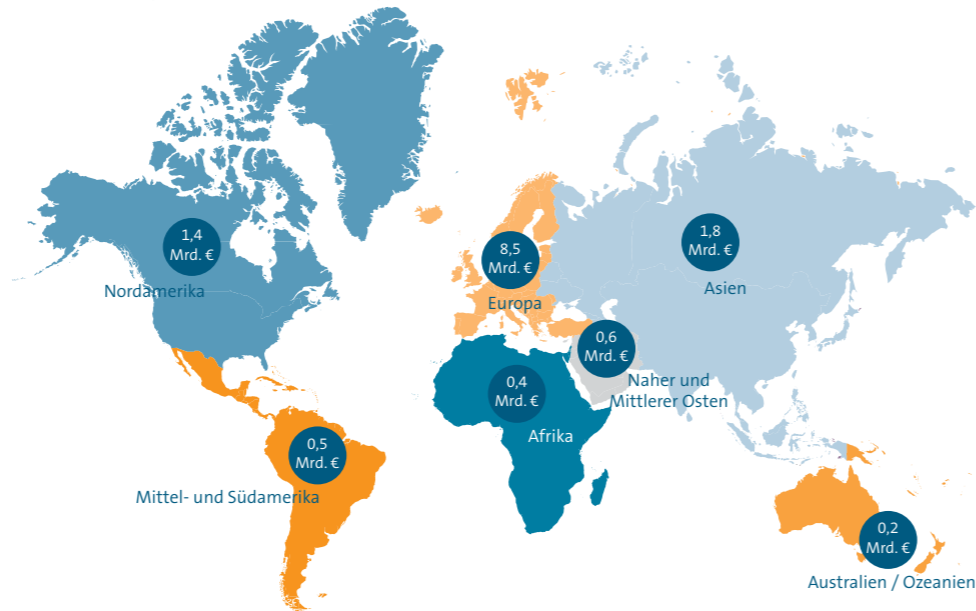 1,4
Mrd. €
Nordamerika
8,5
Mrd. €
Europa
1,8
Mrd. €
Asien
0,6
Mrd. €
Naher und
Mittlerer Osten
0,4
Mrd. €
Afrika
0,5
Mrd. €
Mittel- und Südamerika
0,2
Mrd. €
Australien / Ozeanien